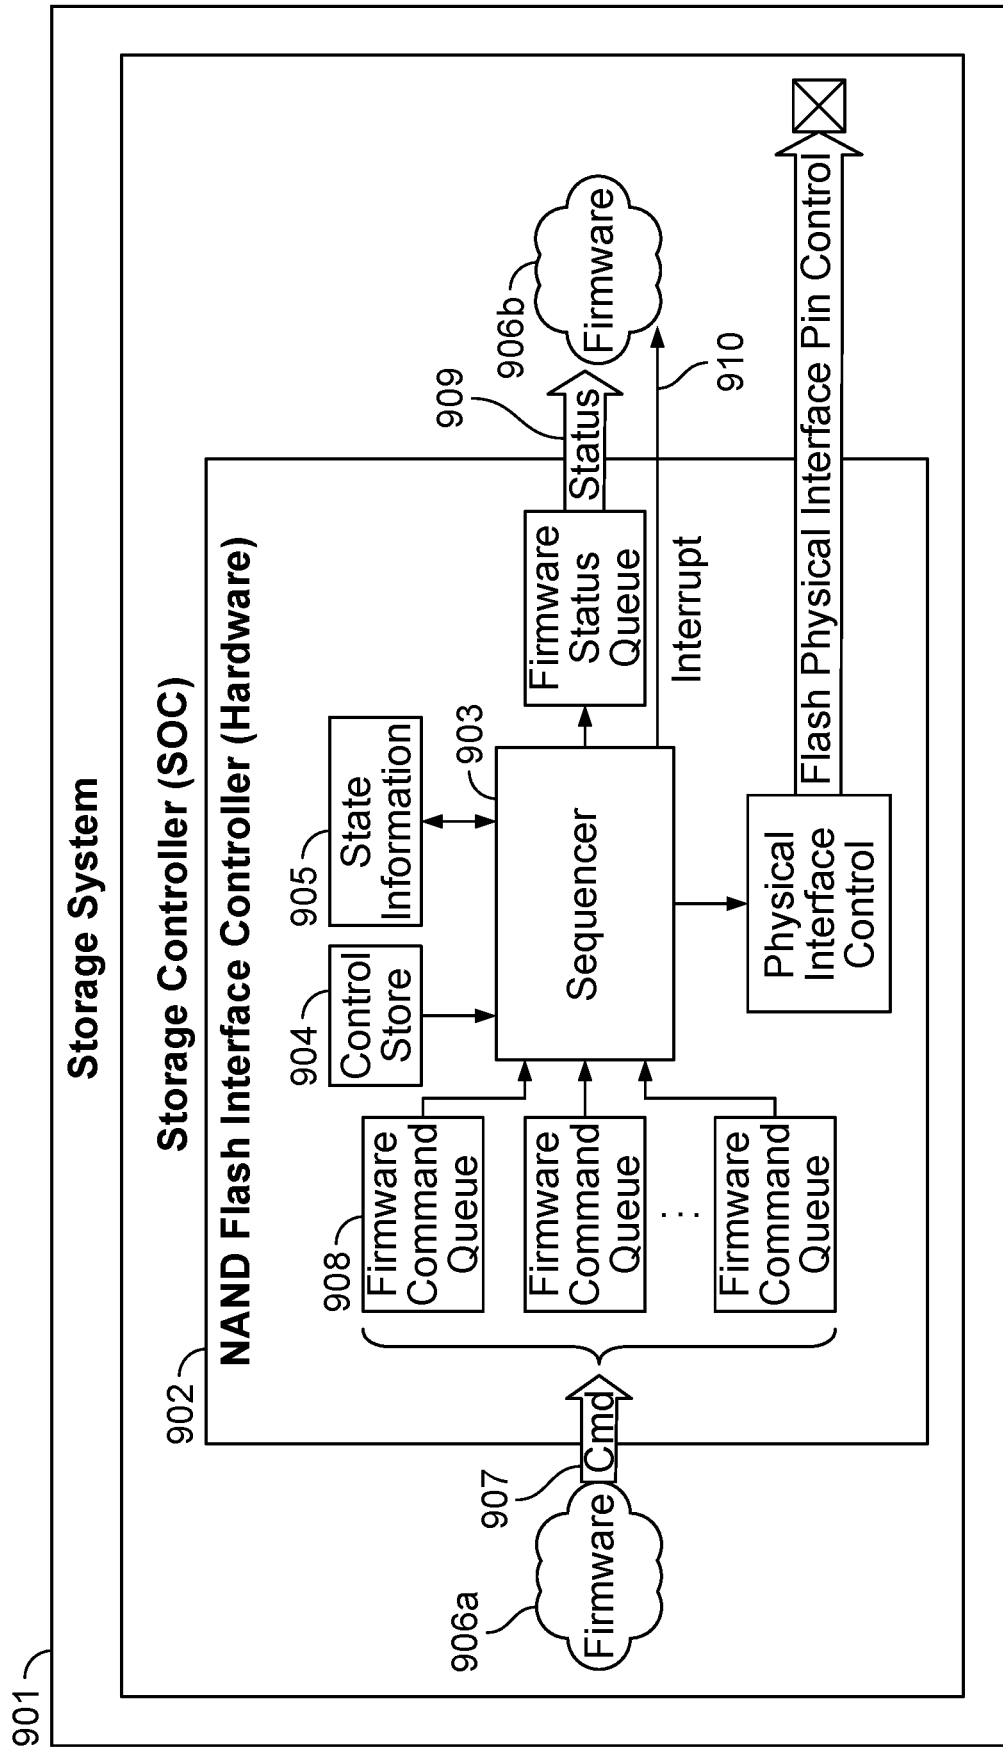 901
Storage System
Storage Controller (SOC)
902
NAND Flash Interface Controller (Hardware)
906a
Firmware
907
Cmd
908
Firmware
Command
Queue
Firmware
Command
Queue
. . .
Firmware
Command
Queue
904
Control
Store
905
State
Information
903
Sequencer
Firmware
Status
Queue
909
Status
906b
Firmware
Interrupt
910
Physical
Interface
Control
Flash Physical Interface Pin Control